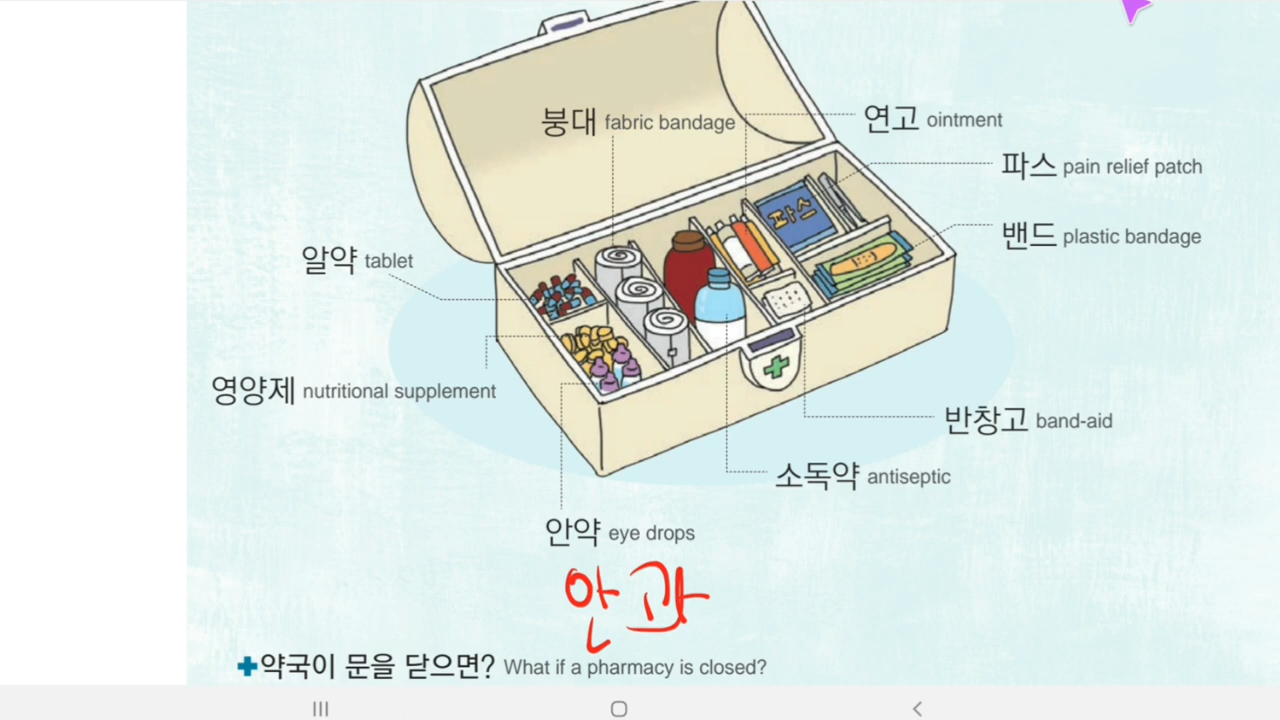 붕대 fabric bandage
연고 ointment
파스 pain relief patch
파스
밴드 plastic bandage
알약 tablet
영양제 nutritional supplement
반창고 band-aid
소독약 antiseptic
안약 eye drops
안과
약국이 문을 닫으면? What if a pharmacy is closed?